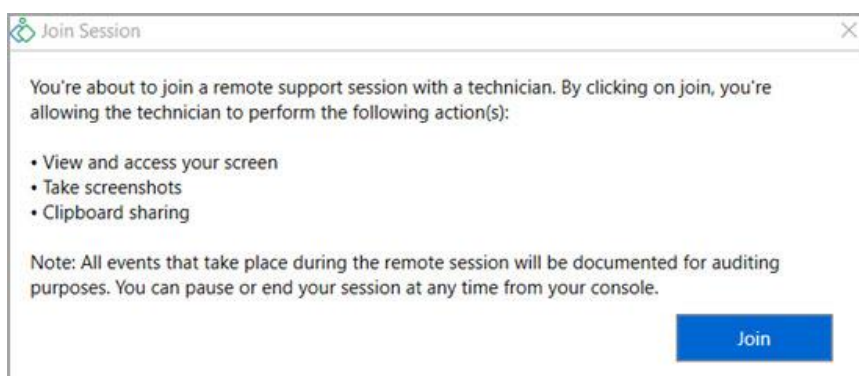 Join Session
You're about to join a remote support session with a technician. By clicking on join, you're
allowing the technician to perform the following action(s):
• View and access your screen
• Take screenshots
• Clipboard sharing
Note: All events that take place during the remote session will be documented for auditing
purposes. You can pause or end your session at any time from your console.
Join